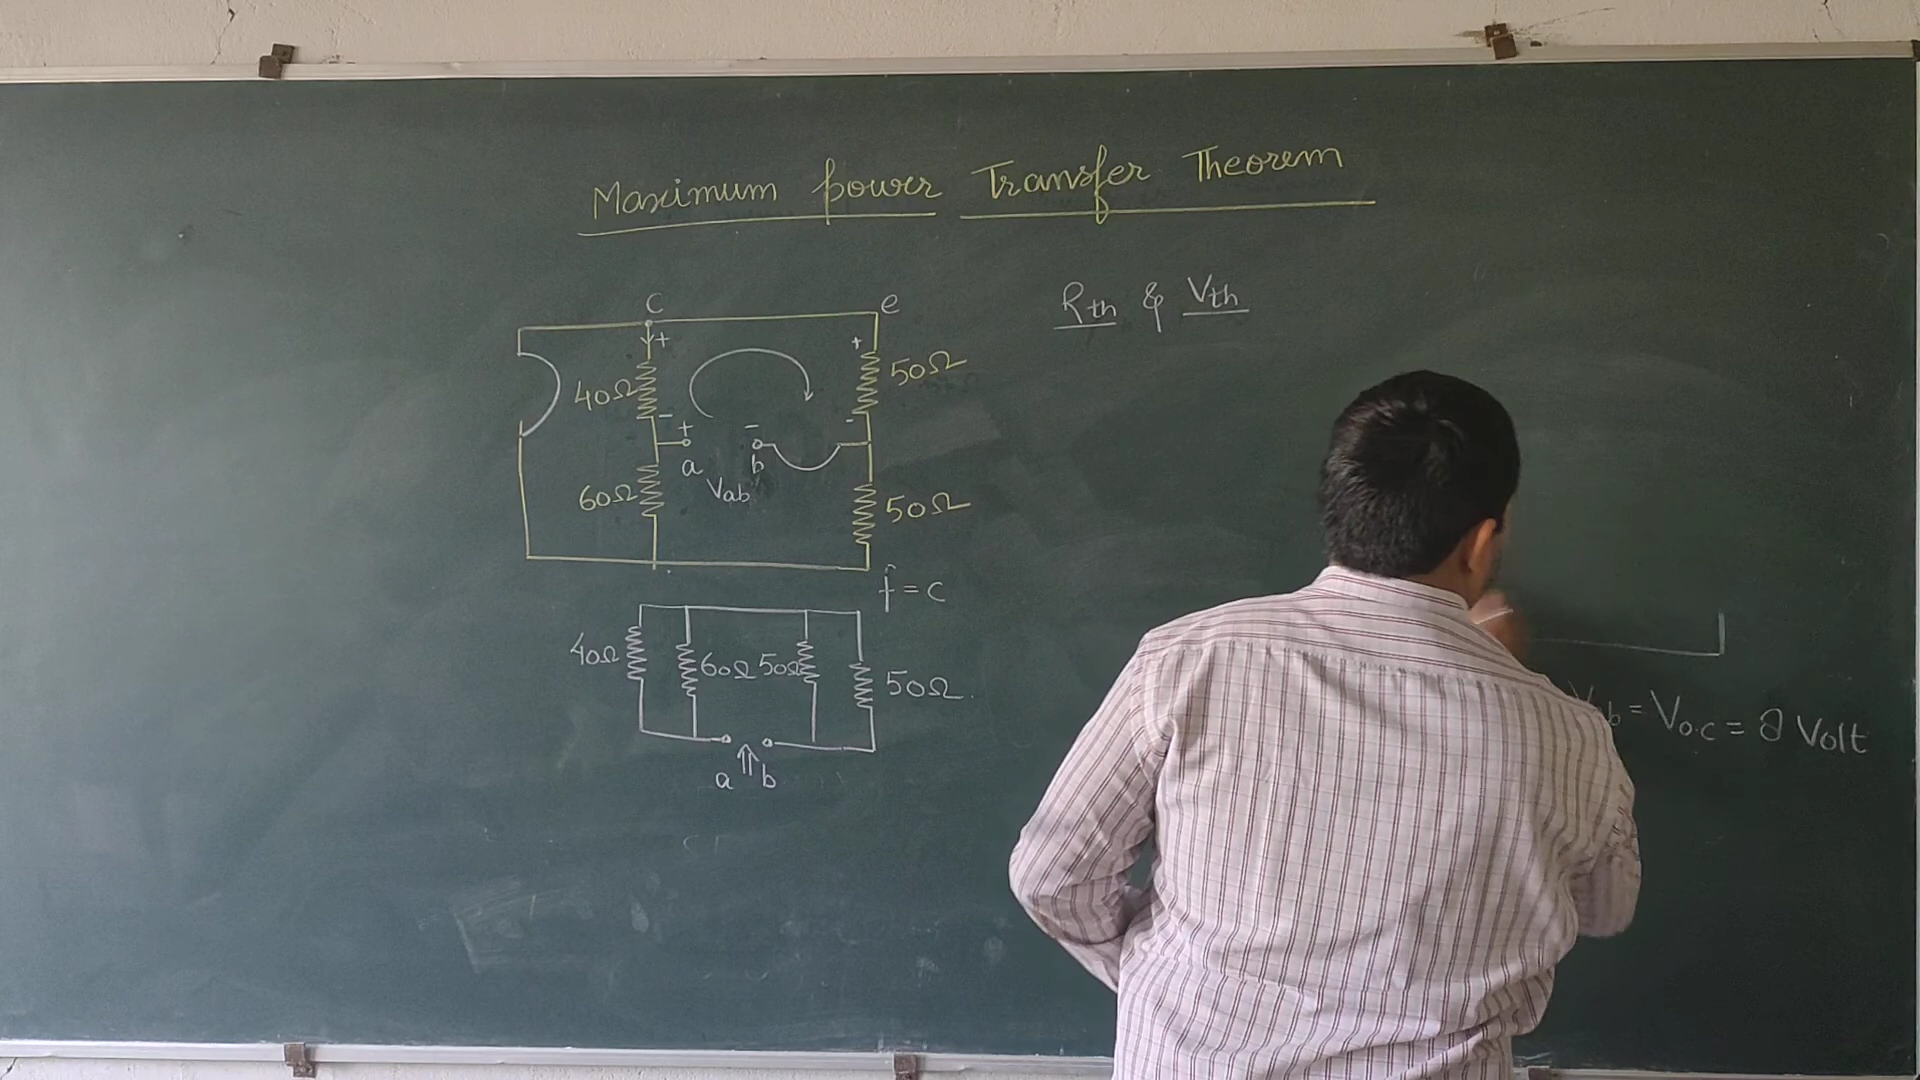 Maximum power Transfer Theorem
Rth & Vth
c e
+ +
40Ω 50Ω
- -
+ -
a b
Vab
60Ω 50Ω
f = c
40Ω 60Ω 50Ω 50Ω
a b
= Vo.c = 2 Volt